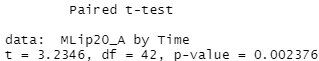 Paired t-test
data:  MLip20_A by Time
t = 3.2346, df = 42, p-value = 0.002376